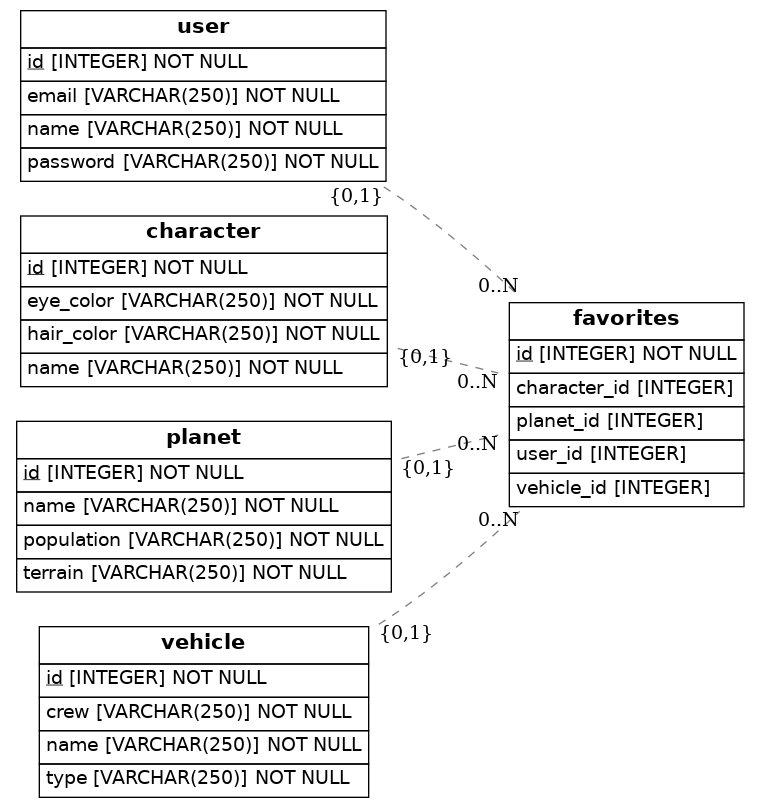 user
id [INTEGER] NOT NULL
email [VARCHAR(250)] NOT NULL
name [VARCHAR(250)] NOT NULL
password [VARCHAR(250)] NOT NULL
{0,1}
0..N
character
id [INTEGER] NOT NULL
eye_color [VARCHAR(250)] NOT NULL
hair_color [VARCHAR(250)] NOT NULL
name [VARCHAR(250)] NOT NULL
{0,1}
0..N
planet
id [INTEGER] NOT NULL
name [VARCHAR(250)] NOT NULL
population [VARCHAR(250)] NOT NULL
terrain [VARCHAR(250)] NOT NULL
{0,1}
0..N
vehicle
id [INTEGER] NOT NULL
crew [VARCHAR(250)] NOT NULL
name [VARCHAR(250)] NOT NULL
type [VARCHAR(250)] NOT NULL
{0,1}
0..N
favorites
id [INTEGER] NOT NULL
character_id [INTEGER]
planet_id [INTEGER]
user_id [INTEGER]
vehicle_id [INTEGER]